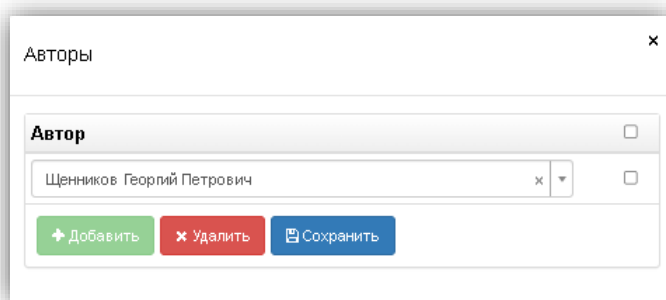 Авторы
Автор
Щенников Георгий Петрович
Добавить Удалить Сохранить